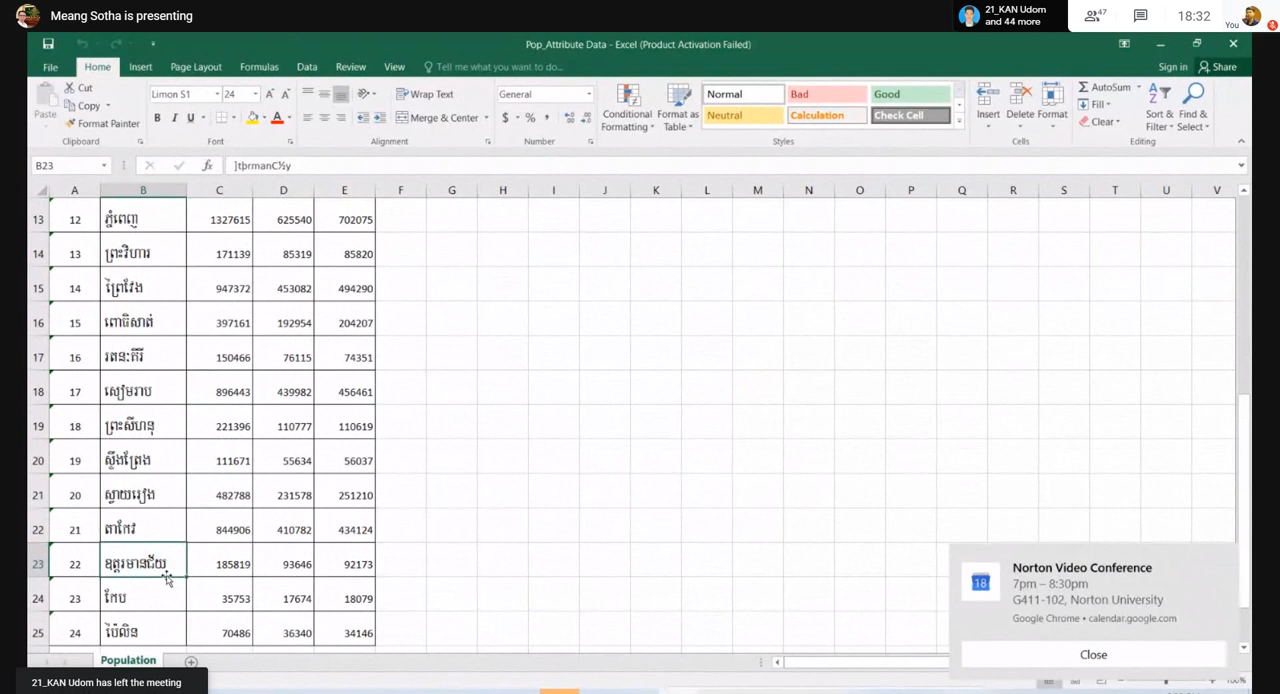 Meang Sotha is presenting
21_KAN Udom
and 44 more
47
18:32
You
Pop_Attribute Data - Excel (Product Activation Failed)
File Home Insert Page Layout Formulas Data Review View Tell me what you want to do... Sign in Share
Paste
Cut
Copy
Format Painter
Clipboard
Limon S1 24
B I U
Font
Wrap Text
Merge & Center
Alignment
General
$ % ,
Number
Conditional Formatting
Format as Table
Normal Bad Good
Neutral Calculation Check Cell
Styles
Insert Delete Format
Cells
AutoSum
Fill
Clear
Sort & Filter
Find & Select
Editing
B23 fx ]tþrmanC½y
A B C D E F G H I J K L M N O P Q R S T U V
13 12 ភ្នំពេញ 1327615 625540 702075
14 13 ព្រះវិហារ 171139 85319 85820
15 14 ព្រៃវែង 947372 453082 494290
16 15 ពោធិសាត់ 397161 192954 204207
17 16 រតនៈគីរី 150466 76115 74351
18 17 សៀមរាប 896443 439982 456461
19 18 ព្រះសីហនុ 221396 110777 110619
20 19 ស្ទឹងត្រែង 111671 55634 56037
21 20 ស្វាយរៀង 482788 231578 251210
22 21 តាកែវ 844906 410782 434124
23 22 ឧត្តរមានជ័យ 185819 93646 92173
24 23 កែប 35753 17674 18079
25 24 ប៉ៃលិន 70486 36340 34146
Population
Norton Video Conference
7pm – 8:30pm
G411-102, Norton University
Google Chrome • calendar.google.com
Close
18
21_KAN Udom has left the meeting
100%